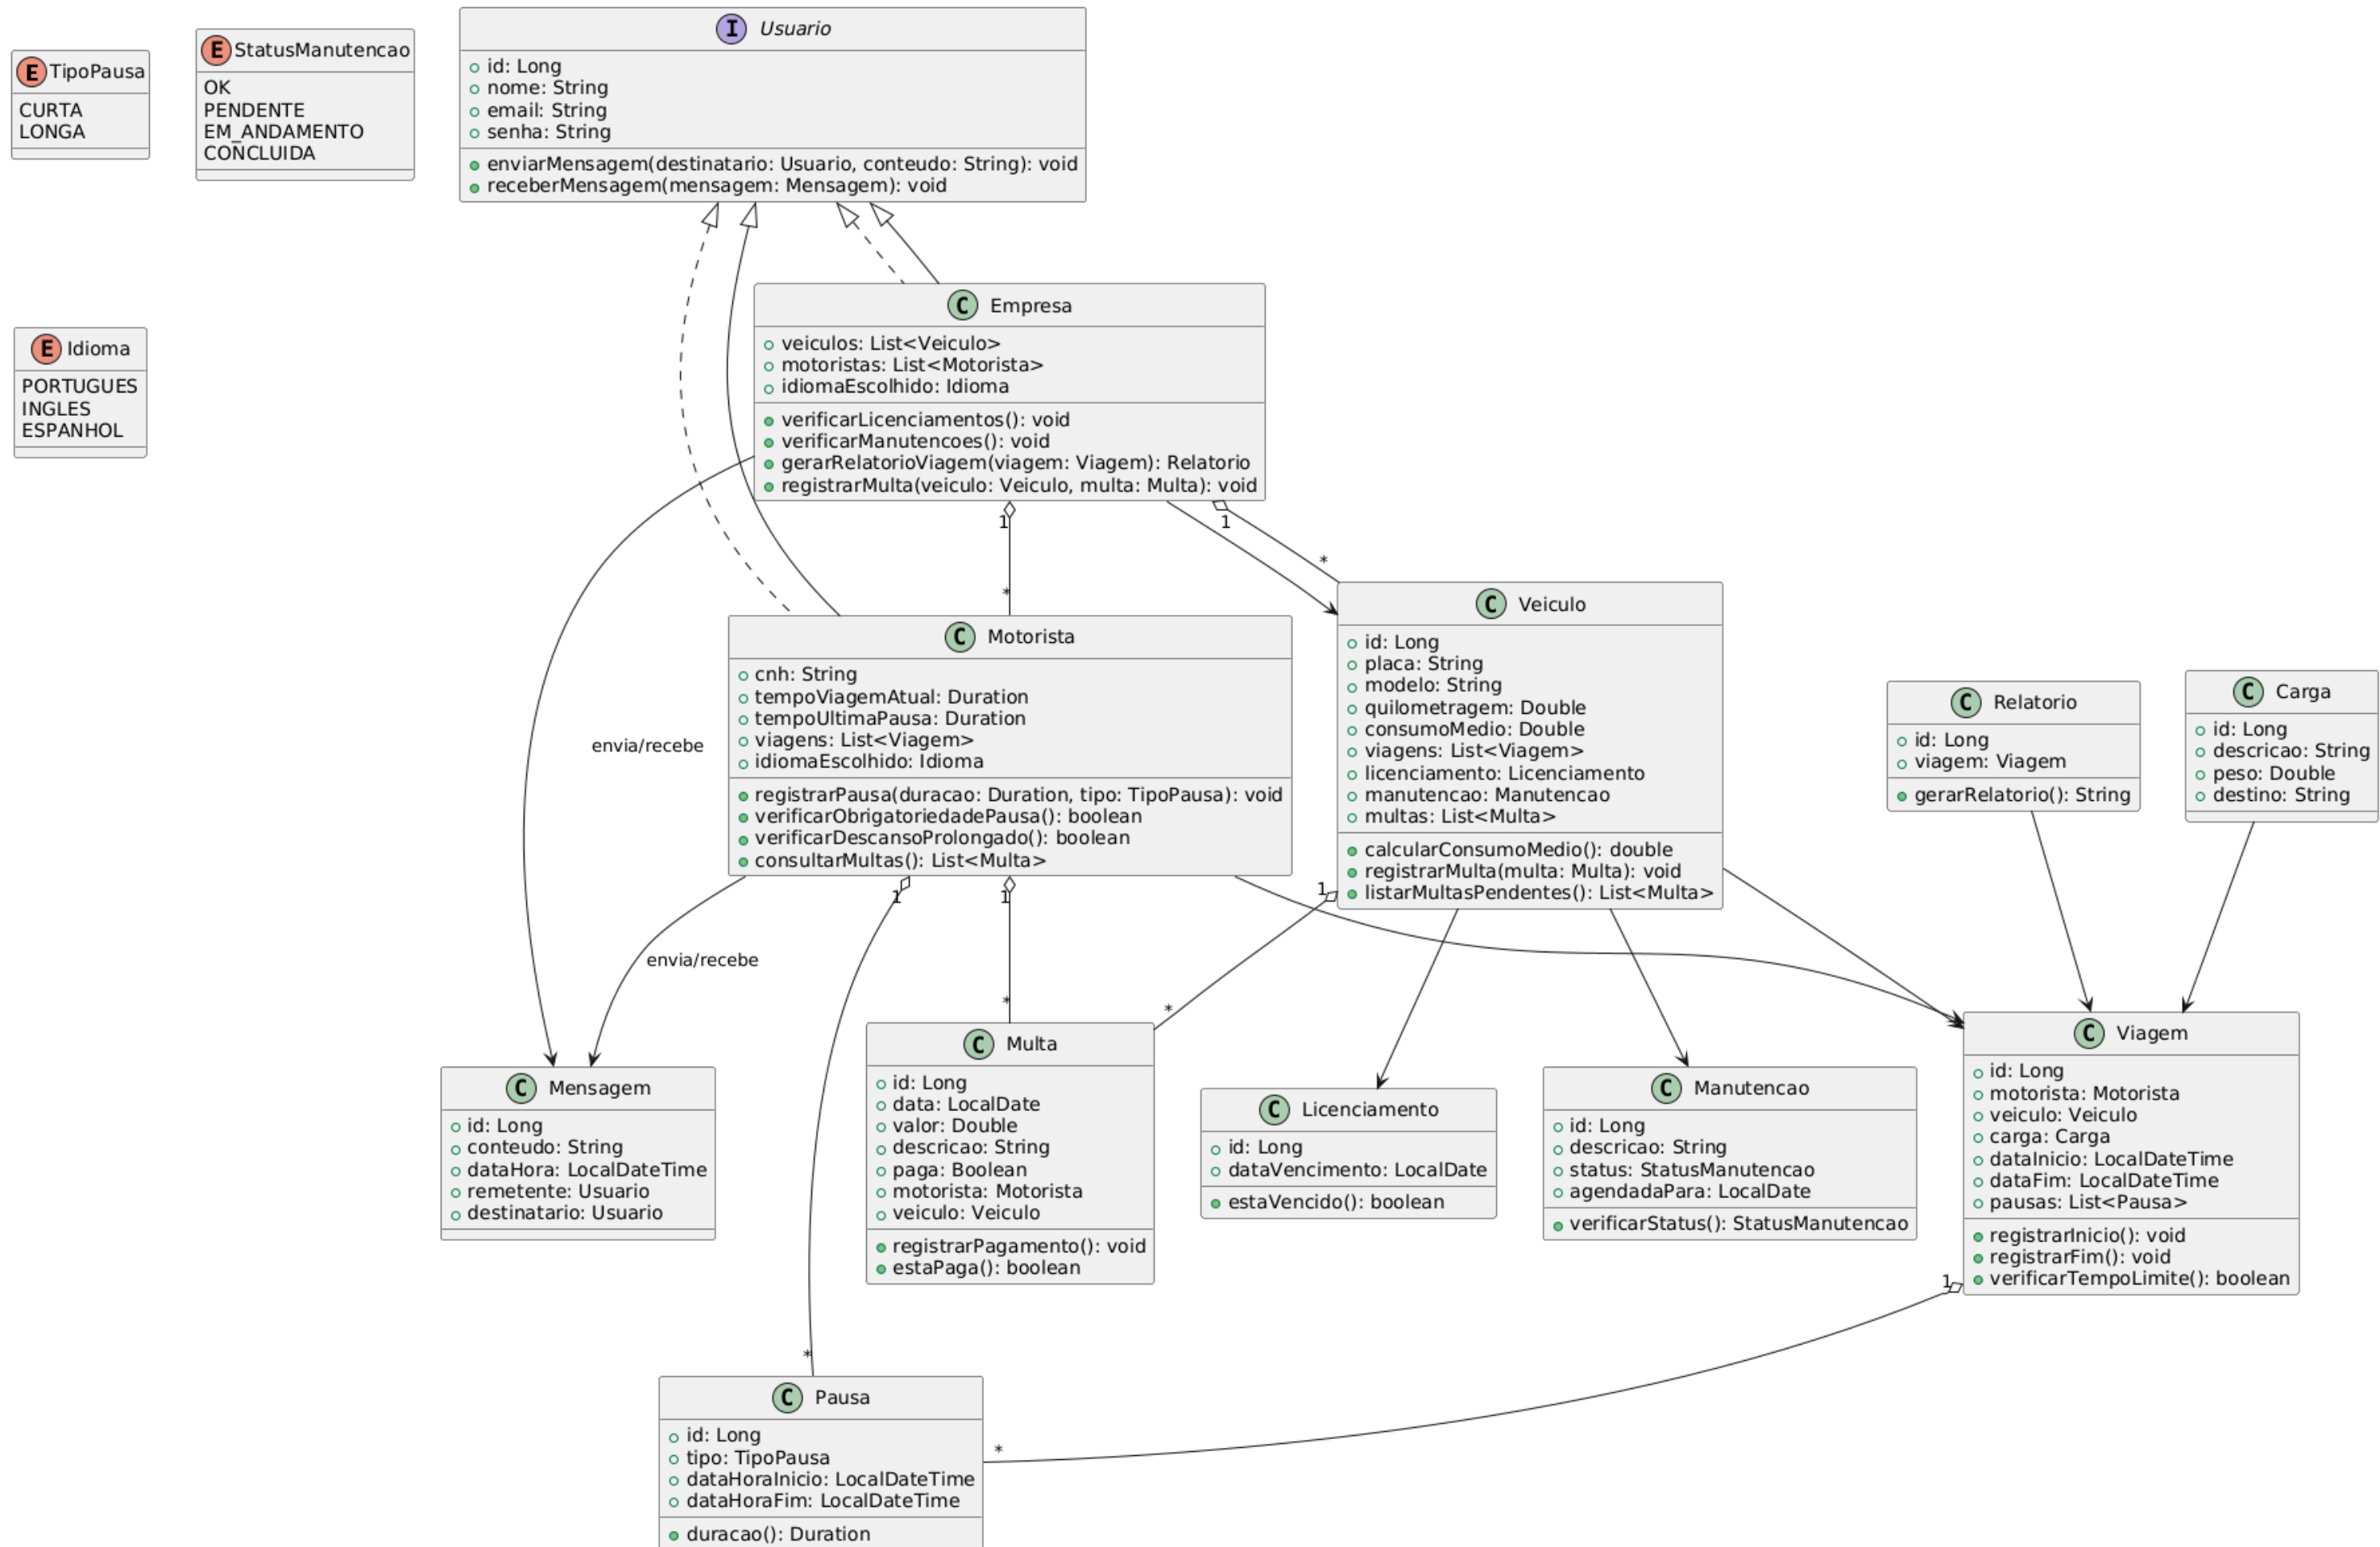 E TipoPausa
CURTA
LONGA
E StatusManutencao
OK
PENDENTE
EM_ANDAMENTO
CONCLUIDA
I Usuario
id: Long
nome: String
email: String
senha: String
enviarMensagem(destinatario: Usuario, conteudo: String): void
receberMensagem(mensagem: Mensagem): void
E Idioma
PORTUGUES
INGLES
ESPANHOL
C Empresa
veiculos: List<Veiculo>
motoristas: List<Motorista>
idiomaEscolhido: Idioma
verificarLicenciamentos(): void
verificarManutencoes(): void
gerarRelatorioViagem(viagem: Viagem): Relatorio
registrarMulta(veiculo: Veiculo, multa: Multa): void
1
1
*
*
envia/recebe
C Motorista
cnh: String
tempoViagemAtual: Duration
tempoUltimaPausa: Duration
viagens: List<Viagem>
idiomaEscolhido: Idioma
registrarPausa(duracao: Duration, tipo: TipoPausa): void
verificarObrigatoriedadePausa(): boolean
verificarDescansoProlongado(): boolean
consultarMultas(): List<Multa>
C Veiculo
id: Long
placa: String
modelo: String
quilometragem: Double
consumoMedio: Double
viagens: List<Viagem>
licenciamento: Licenciamento
manutencao: Manutencao
multas: List<Multa>
calcularConsumoMedio(): double
registrarMulta(multa: Multa): void
listarMultasPendentes(): List<Multa>
C Relatorio
id: Long
viagem: Viagem
gerarRelatorio(): String
C Carga
id: Long
descricao: String
peso: Double
destino: String
1
1
1
envia/recebe
*
*
C Mensagem
id: Long
conteudo: String
dataHora: LocalDateTime
remetente: Usuario
destinatario: Usuario
C Multa
id: Long
data: LocalDate
valor: Double
descricao: String
paga: Boolean
motorista: Motorista
veiculo: Veiculo
registrarPagamento(): void
estaPaga(): boolean
C Licenciamento
id: Long
dataVencimento: LocalDate
estaVencido(): boolean
C Manutencao
id: Long
descricao: String
status: StatusManutencao
agendadaPara: LocalDate
verificarStatus(): StatusManutencao
C Viagem
id: Long
motorista: Motorista
veiculo: Veiculo
carga: Carga
dataInicio: LocalDateTime
dataFim: LocalDateTime
pausas: List<Pausa>
registrarInicio(): void
registrarFim(): void
verificarTempoLimite(): boolean
1
*
*
C Pausa
id: Long
tipo: TipoPausa
dataHoraInicio: LocalDateTime
dataHoraFim: LocalDateTime
duracao(): Duration